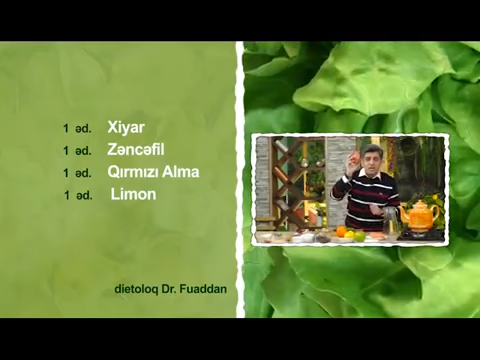 1 əd. Xiyar
1 əd. Zəncəfil
1 əd. Qırmızı Alma
1 əd. Limon
dietoloq Dr. Fuaddan